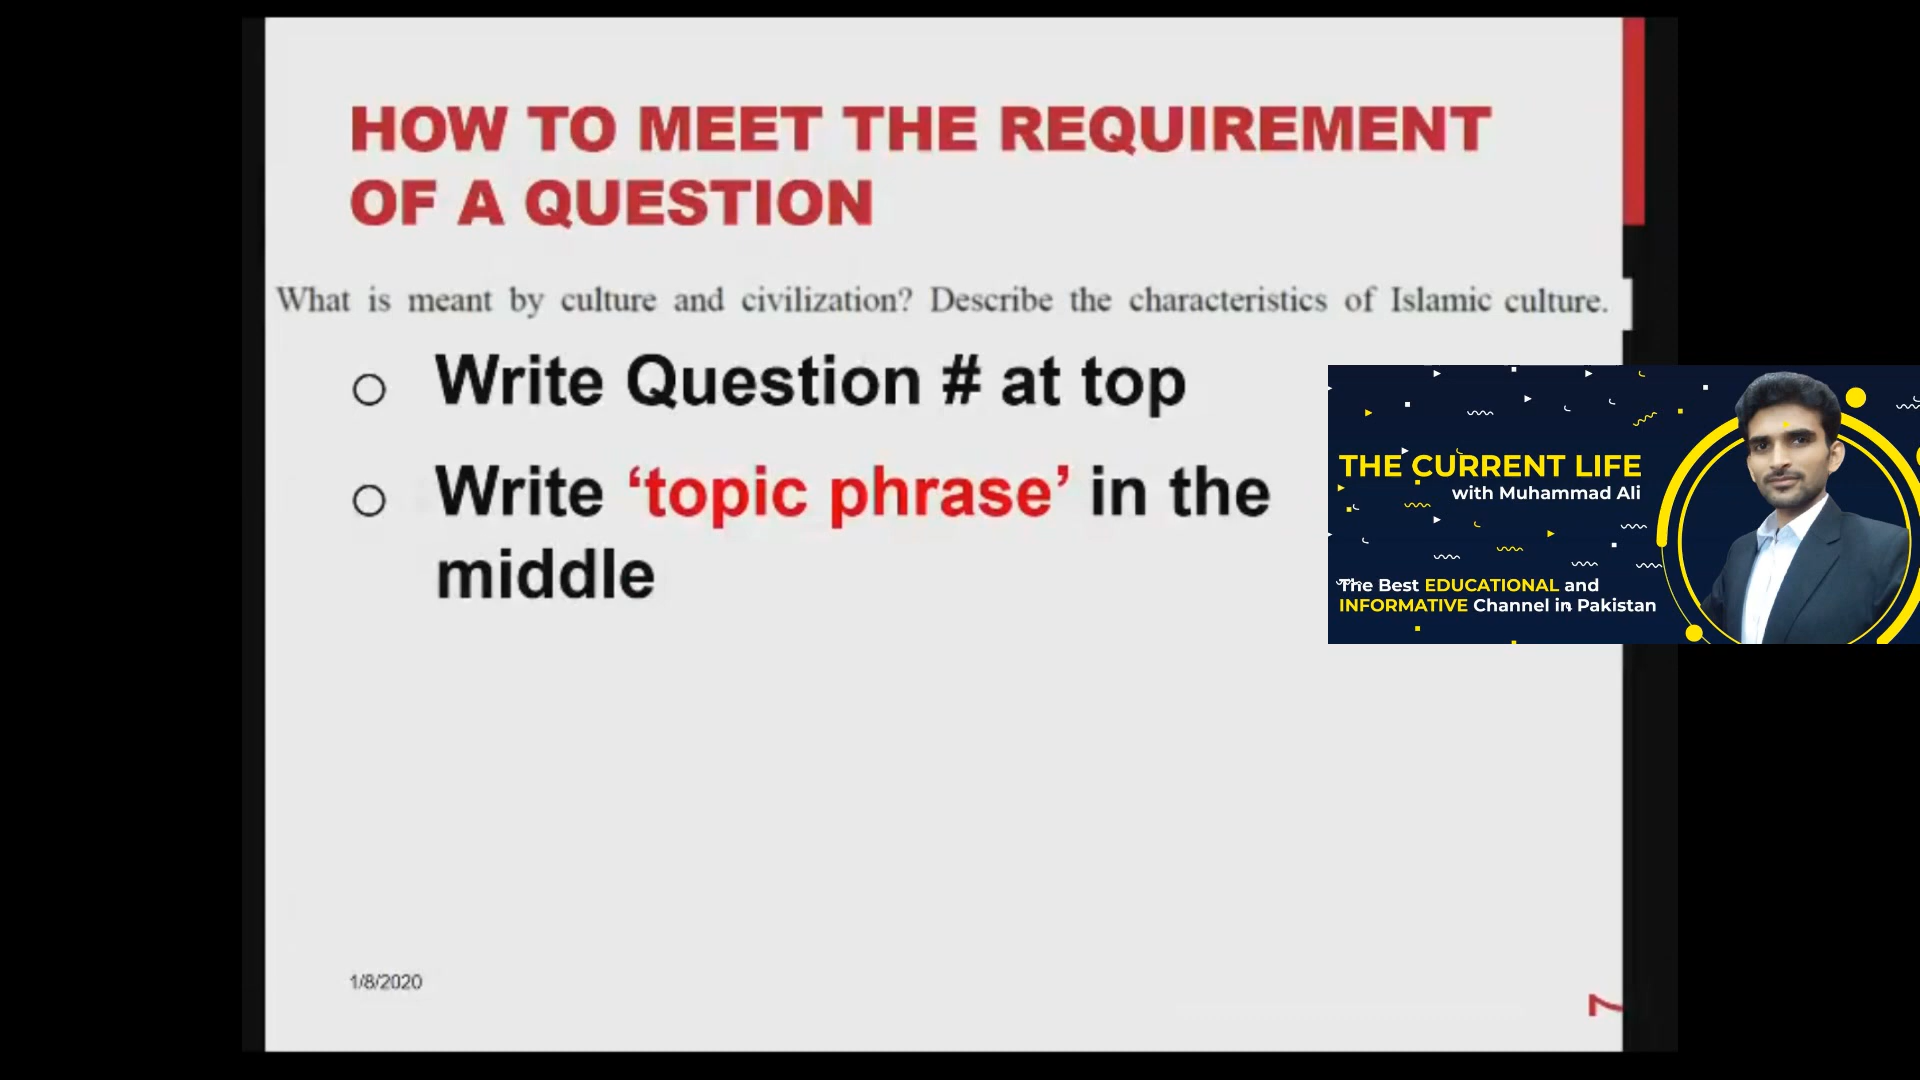 HOW TO MEET THE REQUIREMENT
OF A QUESTION
What is meant by culture and civilization? Describe the characteristics of Islamic culture.
Write Question # at top
Write ‘topic phrase’ in the
middle
THE CURRENT LIFE
with Muhammad Ali
The Best EDUCATIONAL and
INFORMATIVE Channel in Pakistan
1/8/2020
7